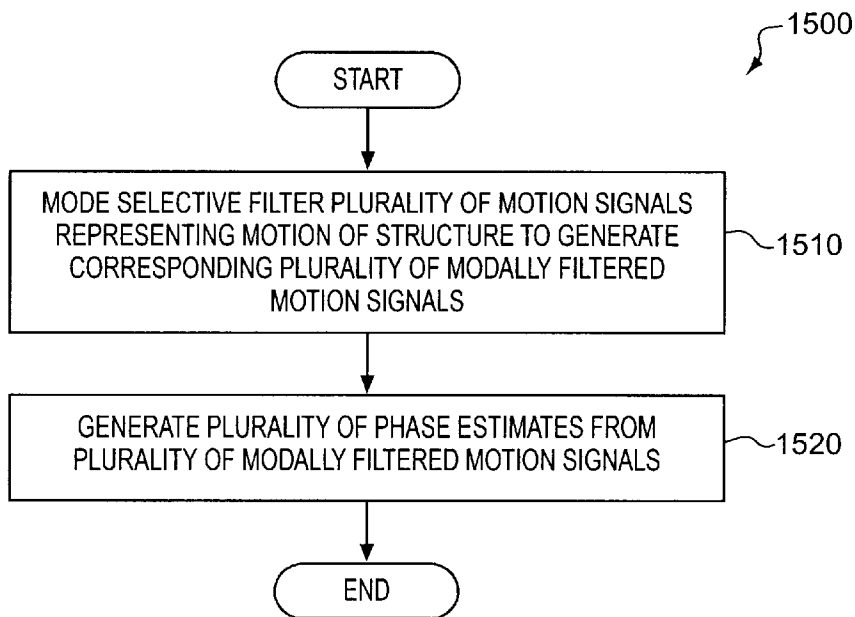 1500
START
MODE SELECTIVE FILTER PLURALITY OF MOTION SIGNALS
REPRESENTING MOTION OF STRUCTURE TO GENERATE
CORRESPONDING PLURALITY OF MODALLY FILTERED
MOTION SIGNALS
1510
GENERATE PLURALITY OF PHASE ESTIMATES FROM
PLURALITY OF MODALLY FILTERED MOTION SIGNALS
1520
END